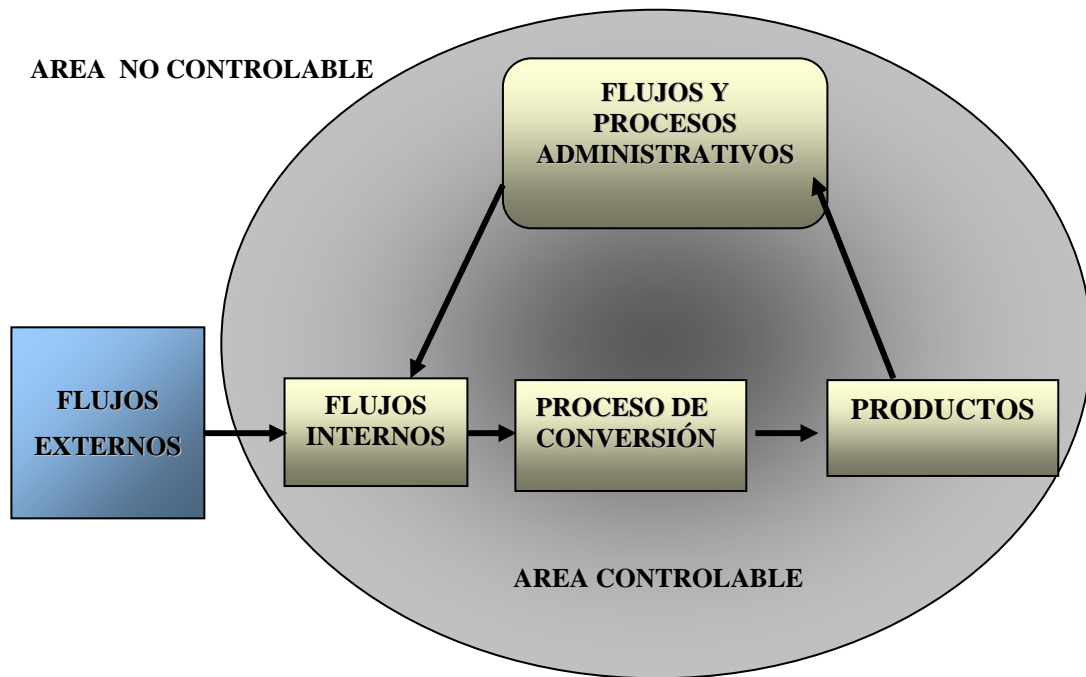 AREA NO CONTROLABLE
FLUJOS Y
PROCESOS
ADMINISTRATIVOS
FLUJOS
EXTERNOS
FLUJOS
INTERNOS
PROCESO DE
CONVERSIÓN
PRODUCTOS
AREA CONTROLABLE